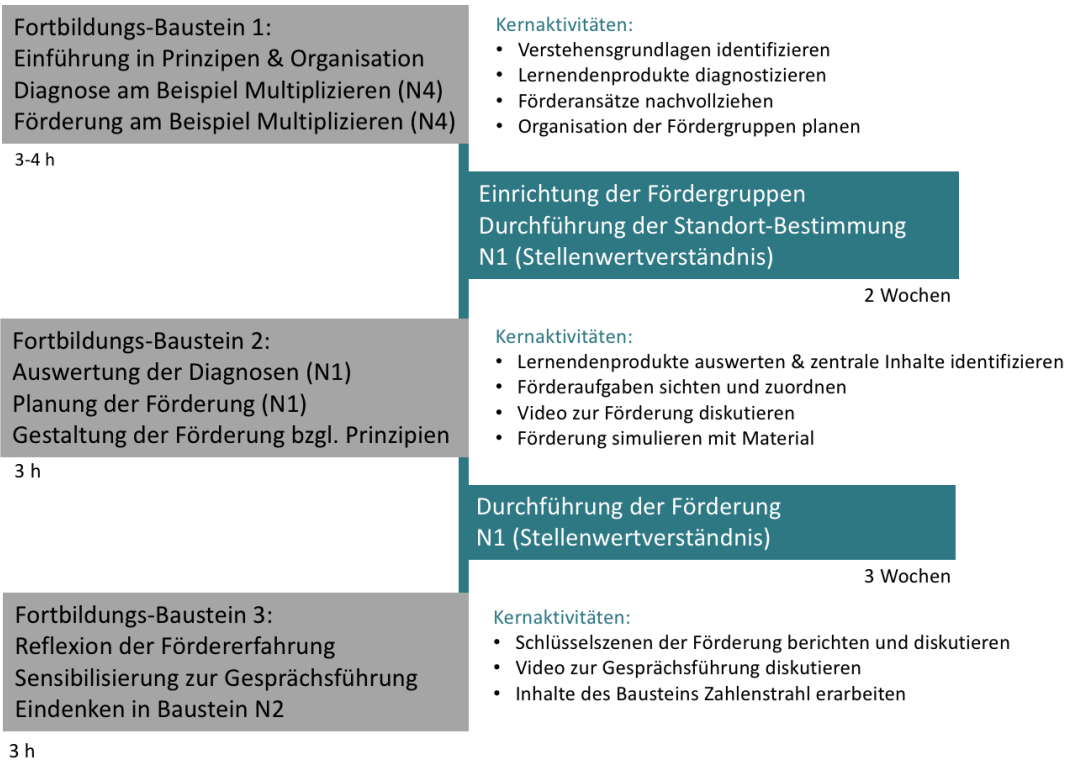 Fortbildungs-Baustein 1:
Einführung in Prinzipen & Organisation
Diagnose am Beispiel Multiplizieren (N4)
Förderung am Beispiel Multiplizieren (N4)
3-4 h
Kernaktivitäten:
• Verstehensgrundlagen identifizieren
• Lernendenprodukte diagnostizieren
• Förderansätze nachvollziehen
• Organisation der Fördergruppen planen
Einrichtung der Fördergruppen
Durchführung der Standort-Bestimmung
N1 (Stellenwertverständnis)
2 Wochen
Fortbildungs-Baustein 2:
Auswertung der Diagnosen (N1)
Planung der Förderung (N1)
Gestaltung der Förderung bzgl. Prinzipien
3 h
Kernaktivitäten:
• Lernendenprodukte auswerten & zentrale Inhalte identifizieren
• Förderaufgaben sichten und zuordnen
• Video zur Förderung diskutieren
• Förderung simulieren mit Material
Durchführung der Förderung
N1 (Stellenwertverständnis)
3 Wochen
Fortbildungs-Baustein 3:
Reflexion der Fördererfahrung
Sensibilisierung zur Gesprächsführung
Eindenken in Baustein N2
3 h
Kernaktivitäten:
• Schlüsselszenen der Förderung berichten und diskutieren
• Video zur Gesprächsführung diskutieren
• Inhalte des Bausteins Zahlenstrahl erarbeiten